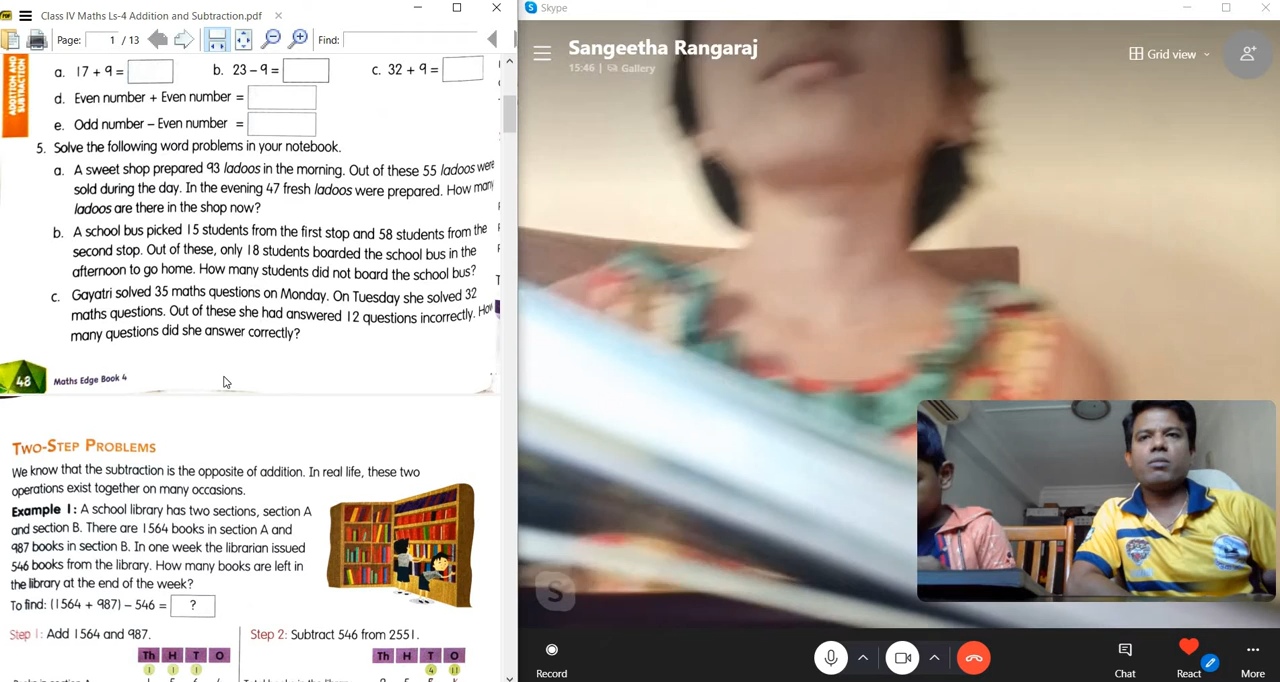 Class IV Maths Ls-4 Addition and Subtraction.pdf
Page: 1 / 13 Find:
ADDITION AND
SUBTRACTION
a. 17 + 9 = b. 23 – 9 = c. 32 + 9 =
d. Even number + Even number =
e. Odd number – Even number =
5. Solve the following word problems in your notebook.
a. A sweet shop prepared 93 ladoos in the morning. Out of these 55 ladoos were
sold during the day. In the evening 47 fresh ladoos were prepared. How many
ladoos are there in the shop now?
b. A school bus picked 15 students from the first stop and 58 students from the
second stop. Out of these, only 18 students boarded the school bus in the
afternoon to go home. How many students did not board the school bus?
c. Gayatri solved 35 maths questions on Monday. On Tuesday she solved 32
maths questions. Out of these she had answered 12 questions incorrectly. How
many questions did she answer correctly?
48 Maths Edge Book 4
TWO-STEP PROBLEMS
We know that the subtraction is the opposite of addition. In real life, these two
operations exist together on many occasions.
Example 1: A school library has two sections, section A
and section B. There are 1564 books in section A and
987 books in section B. In one week the librarian issued
546 books from the library. How many books are left in
the library at the end of the week?
To find: (1564 + 987) – 546 = ?
Step 1: Add 1564 and 987.
Th H T O
1 1 1
Step 2: Subtract 546 from 2551.
Th H T O
4 11
Skype
Sangeetha Rangaraj
15:46 | Gallery
Grid view
Record
Chat
React
More